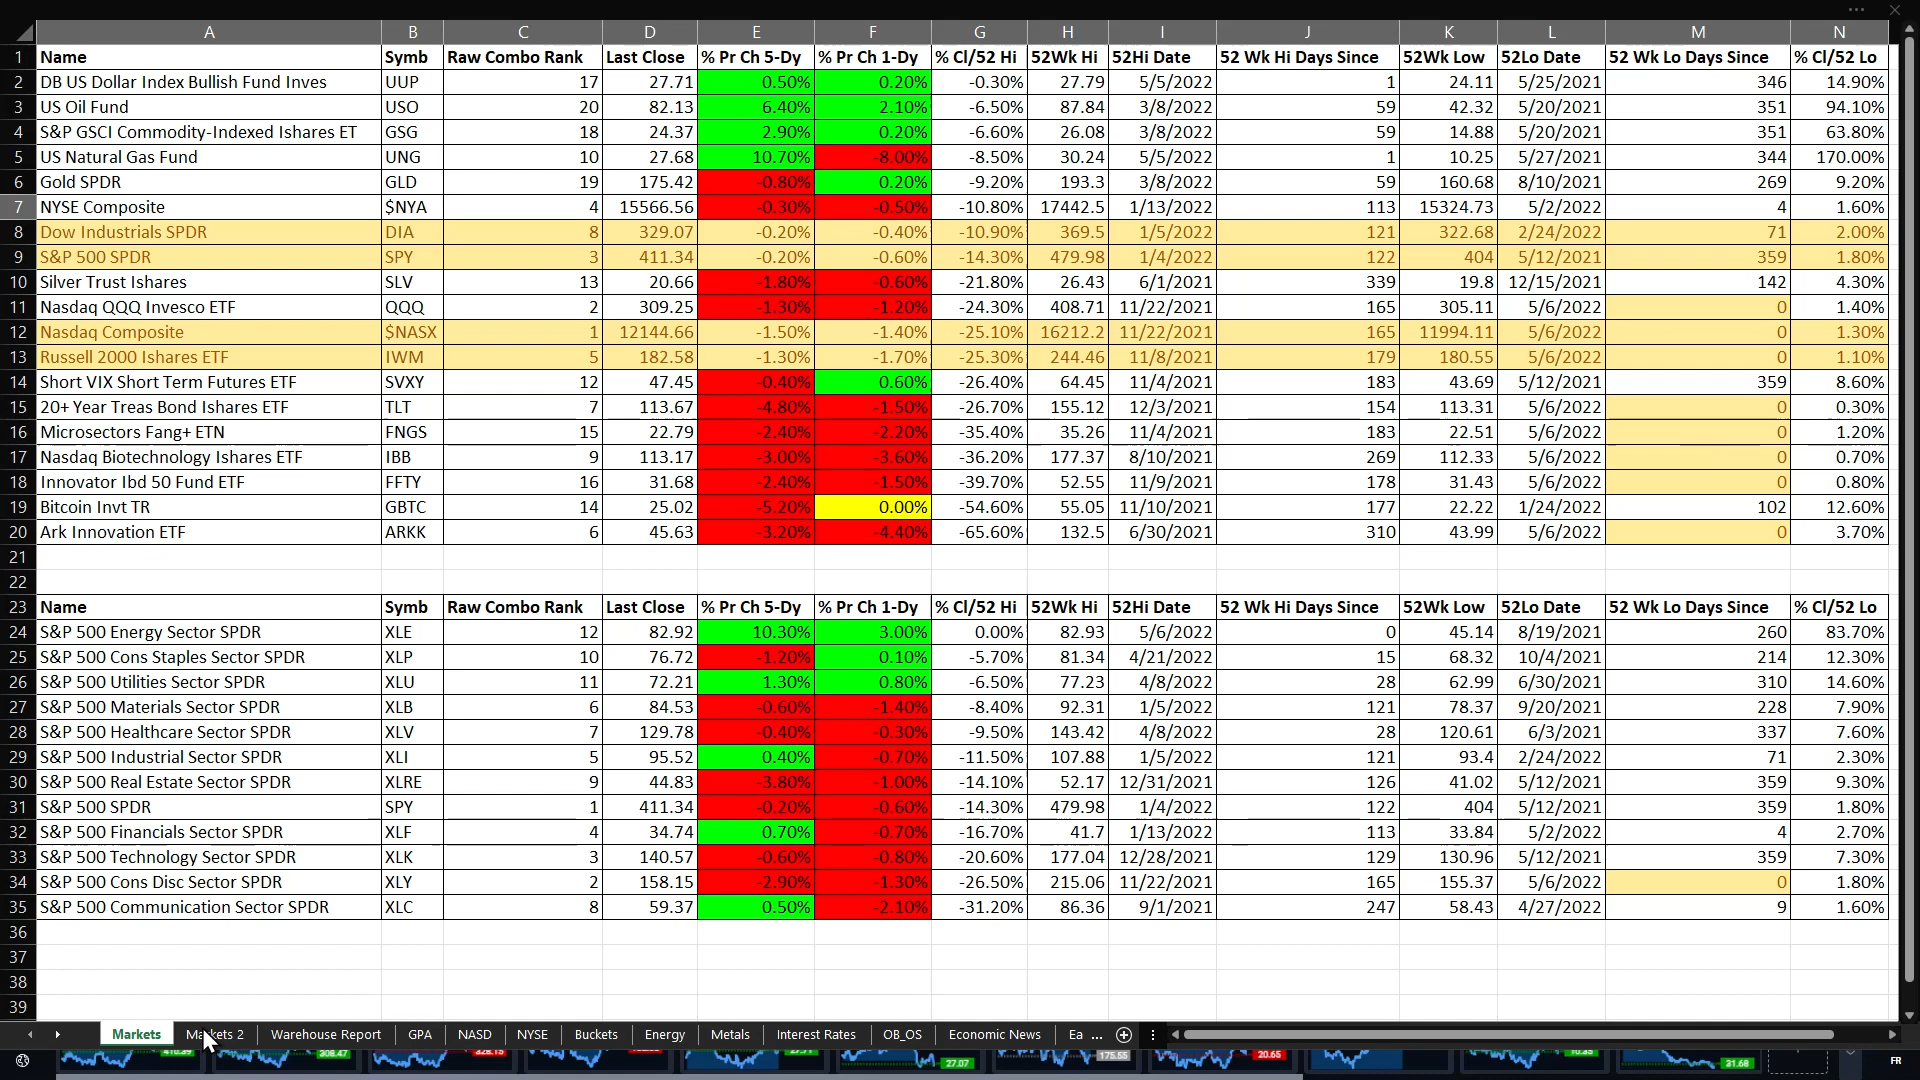 A B C D E F G H I J K L M N
1 Name Symb Raw Combo Rank Last Close % Pr Ch 5-Dy % Pr Ch 1-Dy % Cl/52 Hi 52Wk Hi 52Hi Date 52 Wk Hi Days Since 52Wk Low 52Lo Date 52 Wk Lo Days Since % Cl/52 Lo
2 DB US Dollar Index Bullish Fund Inves UUP 17 27.71 0.50% 0.20% -0.30% 27.79 5/5/2022 1 24.11 5/25/2021 346 14.90%
3 US Oil Fund USO 20 82.13 6.40% 2.10% -6.50% 87.84 3/8/2022 59 42.32 5/20/2021 351 94.10%
4 S&P GSCI Commodity-Indexed Ishares ET GSG 18 24.37 2.90% 0.20% -6.60% 26.08 3/8/2022 59 14.88 5/20/2021 351 63.80%
5 US Natural Gas Fund UNG 10 27.68 10.70% -8.00% -8.50% 30.24 5/5/2022 1 10.25 5/27/2021 344 170.00%
6 Gold SPDR GLD 19 175.42 -0.80% 0.20% -9.20% 193.3 3/8/2022 59 160.68 8/10/2021 269 9.20%
7 NYSE Composite $NYA 4 15566.56 -0.30% -0.50% -10.80% 17442.5 1/13/2022 113 15324.73 5/2/2022 4 1.60%
8 Dow Industrials SPDR DIA 8 329.07 -0.20% -0.40% -10.90% 369.5 1/5/2022 121 322.68 2/24/2022 71 2.00%
9 S&P 500 SPDR SPY 3 411.34 -0.20% -0.60% -14.30% 479.98 1/4/2022 122 404 5/12/2021 359 1.80%
10 Silver Trust Ishares SLV 13 20.66 -1.80% -0.60% -21.80% 26.43 6/1/2021 339 19.8 12/15/2021 142 4.30%
11 Nasdaq QQQ Invesco ETF QQQ 2 309.25 -1.30% -1.20% -24.30% 408.71 11/22/2021 165 305.11 5/6/2022 0 1.40%
12 Nasdaq Composite $NASX 1 12144.66 -1.50% -1.40% -25.10% 16212.2 11/22/2021 165 11994.11 5/6/2022 0 1.30%
13 Russell 2000 Ishares ETF IWM 5 182.58 -1.30% -1.70% -25.30% 244.46 11/8/2021 179 180.55 5/6/2022 0 1.10%
14 Short VIX Short Term Futures ETF SVXY 12 47.45 -0.40% 0.60% -26.40% 64.45 11/4/2021 183 43.69 5/12/2021 359 8.60%
15 20+ Year Treas Bond Ishares ETF TLT 7 113.67 -4.80% -1.50% -26.70% 155.12 12/3/2021 154 113.31 5/6/2022 0 0.30%
16 Microsectors Fang+ ETN FNGS 15 22.79 -2.40% -2.20% -35.40% 35.26 11/4/2021 183 22.51 5/6/2022 0 1.20%
17 Nasdaq Biotechnology Ishares ETF IBB 9 113.17 -3.00% -3.60% -36.20% 177.37 8/10/2021 269 112.33 5/6/2022 0 0.70%
18 Innovator Ibd 50 Fund ETF FFTY 16 31.68 -2.40% -1.50% -39.70% 52.55 11/9/2021 178 31.43 5/6/2022 0 0.80%
19 Bitcoin Invt TR GBTC 14 25.02 -5.20% 0.00% -54.60% 55.05 11/10/2021 177 22.22 1/24/2022 102 12.60%
20 Ark Innovation ETF ARKK 6 45.63 -3.20% -4.40% -65.60% 132.5 6/30/2021 310 43.99 5/6/2022 0 3.70%
21
22
23 Name Symb Raw Combo Rank Last Close % Pr Ch 5-Dy % Pr Ch 1-Dy % Cl/52 Hi 52Wk Hi 52Hi Date 52 Wk Hi Days Since 52Wk Low 52Lo Date 52 Wk Lo Days Since % Cl/52 Lo
24 S&P 500 Energy Sector SPDR XLE 12 82.92 10.30% 3.00% 0.00% 82.93 5/6/2022 0 45.14 8/19/2021 260 83.70%
25 S&P 500 Cons Staples Sector SPDR XLP 10 76.72 -1.20% 0.10% -5.70% 81.34 4/21/2022 15 68.32 10/4/2021 214 12.30%
26 S&P 500 Utilities Sector SPDR XLU 11 72.21 1.30% 0.80% -6.50% 77.23 4/8/2022 28 62.99 6/30/2021 310 14.60%
27 S&P 500 Materials Sector SPDR XLB 6 84.53 -0.60% -1.40% -8.40% 92.31 1/5/2022 121 78.37 9/20/2021 228 7.90%
28 S&P 500 Healthcare Sector SPDR XLV 7 129.78 -0.40% -0.30% -9.50% 143.42 4/8/2022 28 120.61 6/3/2021 337 7.60%
29 S&P 500 Industrial Sector SPDR XLI 5 95.52 0.40% -0.70% -11.50% 107.88 1/5/2022 121 93.4 2/24/2022 71 2.30%
30 S&P 500 Real Estate Sector SPDR XLRE 9 44.83 -3.80% -1.00% -14.10% 52.17 12/31/2021 126 41.02 5/12/2021 359 9.30%
31 S&P 500 SPDR SPY 1 411.34 -0.20% -0.60% -14.30% 479.98 1/4/2022 122 404 5/12/2021 359 1.80%
32 S&P 500 Financials Sector SPDR XLF 4 34.74 0.70% -0.70% -16.70% 41.7 1/13/2022 113 33.84 5/2/2022 4 2.70%
33 S&P 500 Technology Sector SPDR XLK 3 140.57 -0.60% -0.80% -20.60% 177.04 12/28/2021 129 130.96 5/12/2021 359 7.30%
34 S&P 500 Cons Disc Sector SPDR XLY 2 158.15 -2.90% -1.30% -26.50% 215.06 11/22/2021 165 155.37 5/6/2022 0 1.80%
35 S&P 500 Communication Sector SPDR XLC 8 59.37 0.50% -2.10% -31.20% 86.36 9/1/2021 247 58.43 4/27/2022 9 1.60%
36
37
38
39
Markets Markets 2 Warehouse Report GPA NASD NYSE Buckets Energy Metals Interest Rates OB_OS Economic News Ea ...
308.47 27.07 175.55 20.65 31.68 FR